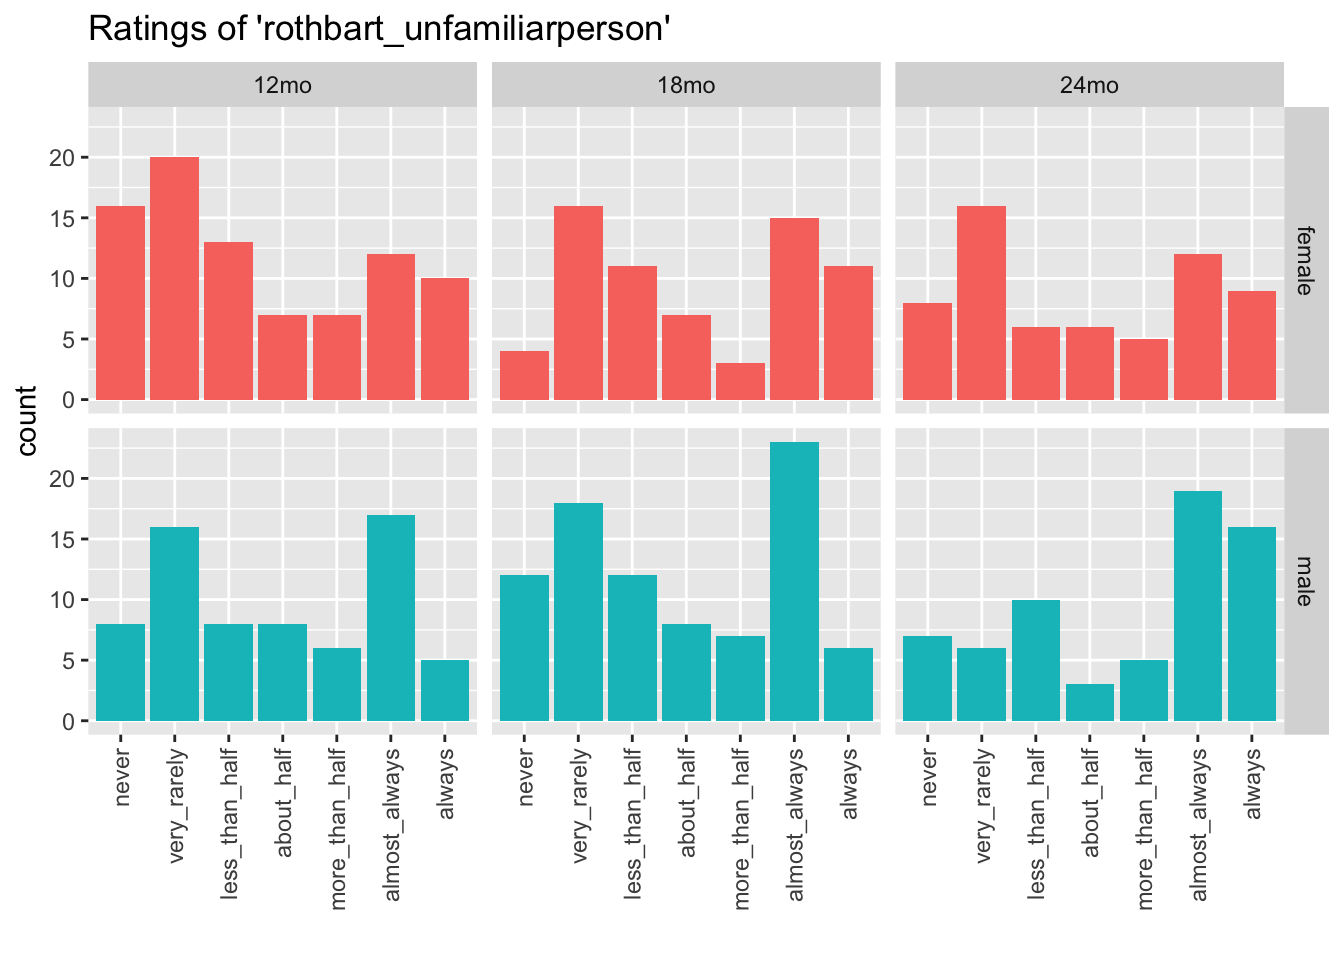 Ratings of 'rothbart_unfamiliarperson'
12mo
18mo
24mo
20
15
10
5
0
female
count
20
15
10
5
0
male
never
very_rarely
less_than_half
about_half
more_than_half
almost_always
always
never
very_rarely
less_than_half
about_half
more_than_half
almost_always
always
never
very_rarely
less_than_half
about_half
more_than_half
almost_always
always